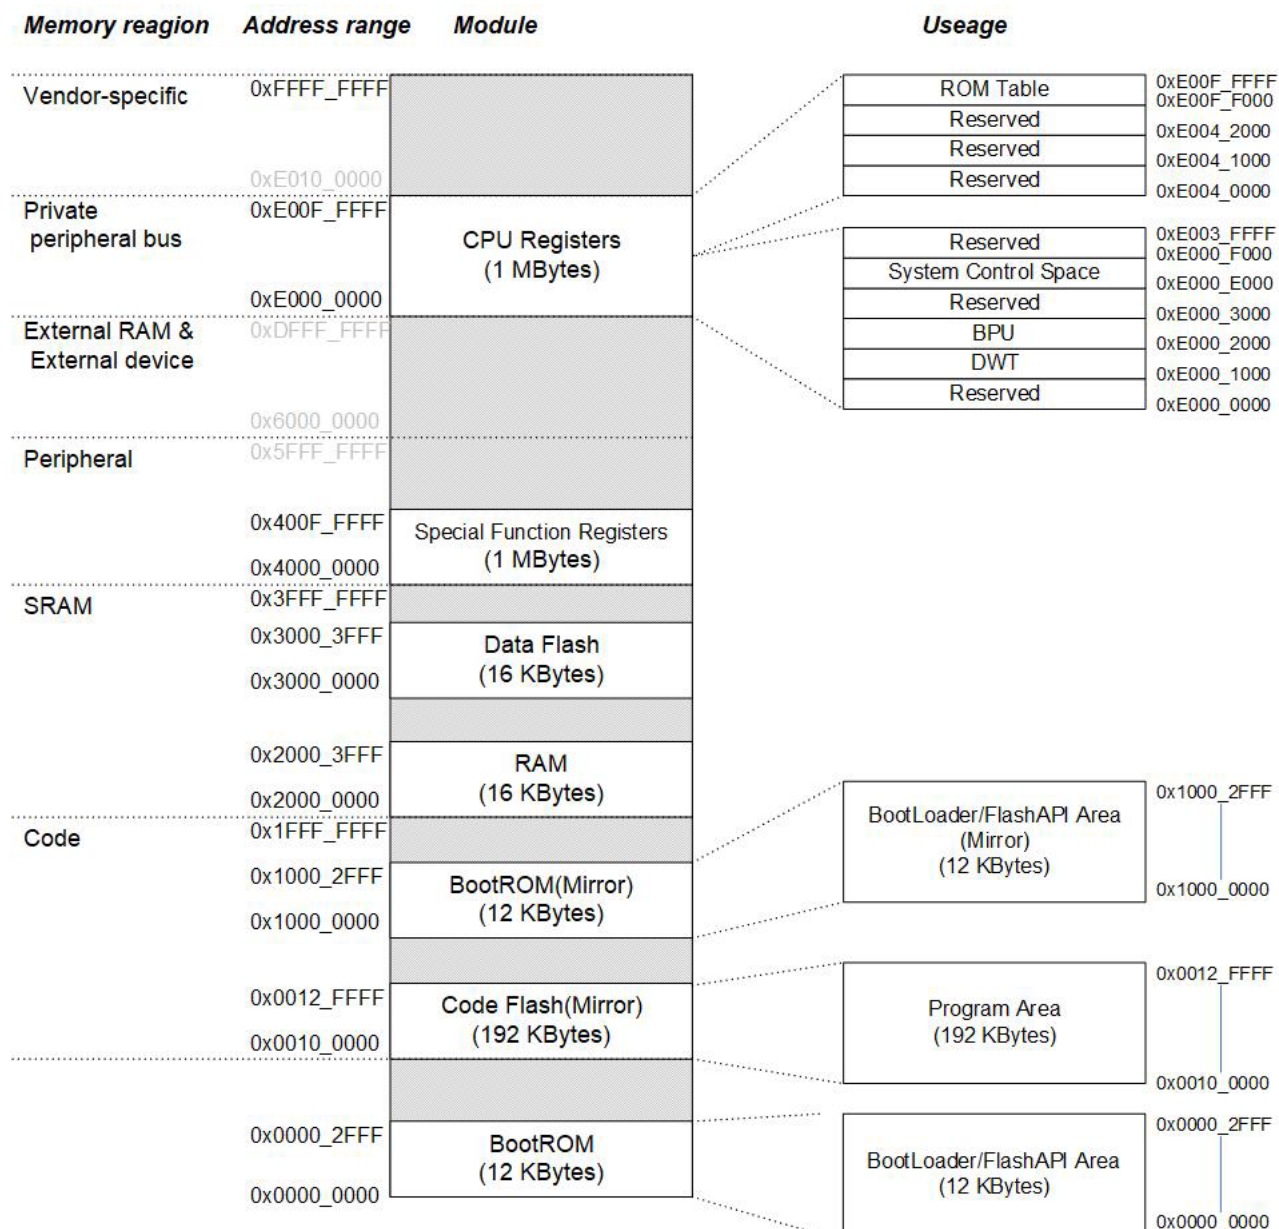 Memory reagion Address range Module Useage
Vendor-specific 0xFFFF_FFFF
0xE010_0000
Private
peripheral bus
0xE00F_FFFF
CPU Registers
(1 MBytes)
0xE000_0000
External RAM &
External device
0xDFFF_FFFF
0x6000_0000
Peripheral
0x5FFF_FFFF
0x400F_FFFF
Special Function Registers
(1 MBytes)
0x4000_0000
SRAM
0x3FFF_FFFF
0x3000_3FFF
Data Flash
(16 KBytes)
0x3000_0000
0x2000_3FFF
RAM
(16 KBytes)
0x2000_0000
Code
0x1FFF_FFFF
0x1000_2FFF
BootROM(Mirror)
(12 KBytes)
0x1000_0000
0x0012_FFFF
Code Flash(Mirror)
(192 KBytes)
0x0010_0000
0x0000_2FFF
BootROM
(12 KBytes)
0x0000_0000
ROM Table 0xE00F_FFFF
0xE00F_F000
Reserved
0xE004_2000
Reserved
0xE004_1000
Reserved
0xE004_0000
Reserved 0xE003_FFFF
0xE000_F000
System Control Space
0xE000_E000
Reserved
0xE000_3000
BPU
0xE000_2000
DWT
0xE000_1000
Reserved
0xE000_0000
0x1000_2FFF
BootLoader/FlashAPI Area
(Mirror)
(12 KBytes)
0x1000_0000
0x0012_FFFF
Program Area
(192 KBytes)
0x0010_0000
0x0000_2FFF
BootLoader/FlashAPI Area
(12 KBytes)
0x0000_0000